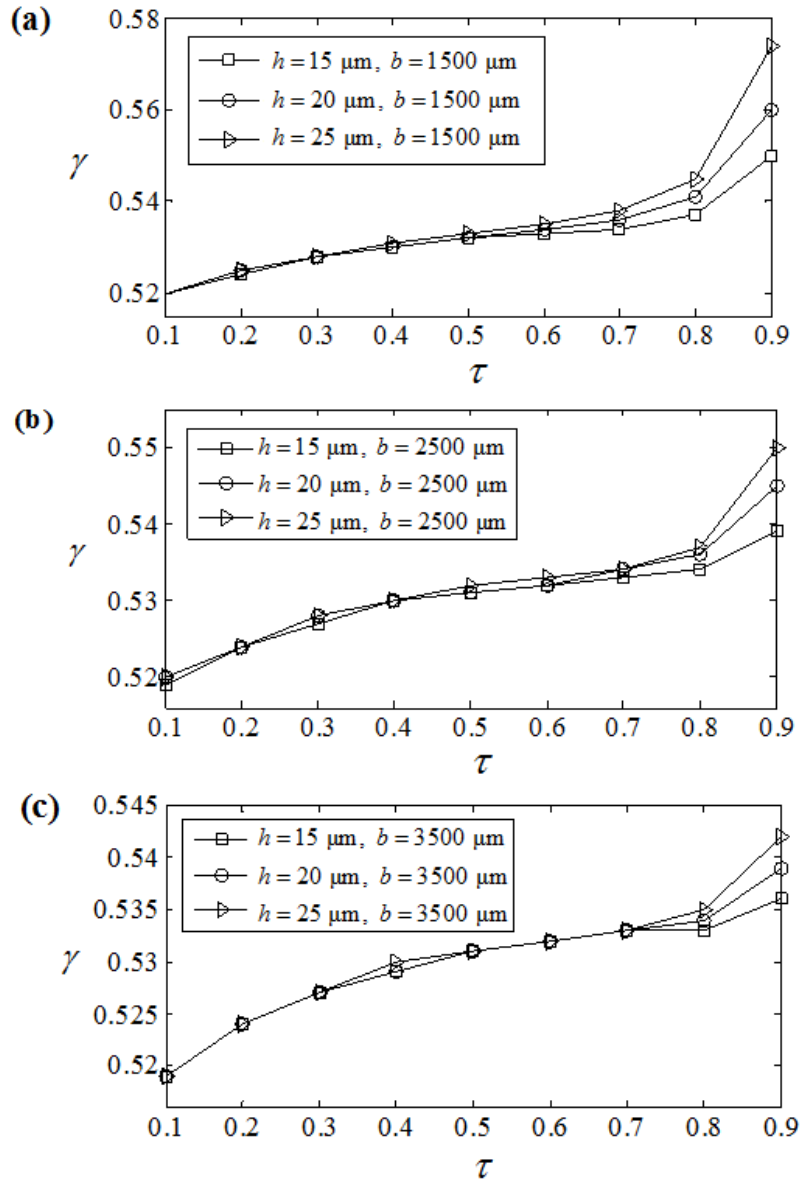 (a)
0.58
h = 15 μm, b = 1500 μm
h = 20 μm, b = 1500 μm
h = 25 μm, b = 1500 μm
0.56
γ
0.54
0.52
0.1 0.2 0.3 0.4 0.5 0.6 0.7 0.8 0.9
τ
(b)
h = 15 μm, b = 2500 μm
h = 20 μm, b = 2500 μm
h = 25 μm, b = 2500 μm
0.55
0.54
γ
0.53
0.52
0.1 0.2 0.3 0.4 0.5 0.6 0.7 0.8 0.9
τ
(c)
0.545
h = 15 μm, b = 3500 μm
h = 20 μm, b = 3500 μm
h = 25 μm, b = 3500 μm
0.54
0.535
γ
0.53
0.525
0.52
0.1 0.2 0.3 0.4 0.5 0.6 0.7 0.8 0.9
τ